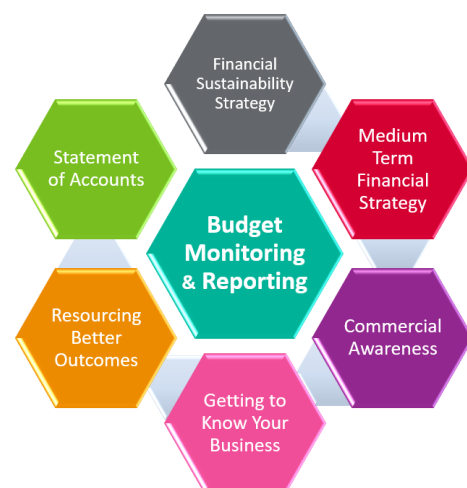 Financial
Sustainability
Strategy
Medium
Term
Financial
Strategy
Statement
of Accounts
Budget
Monitoring
& Reporting
Commercial
Awareness
Resourcing
Better
Outcomes
Getting to
Know Your
Business